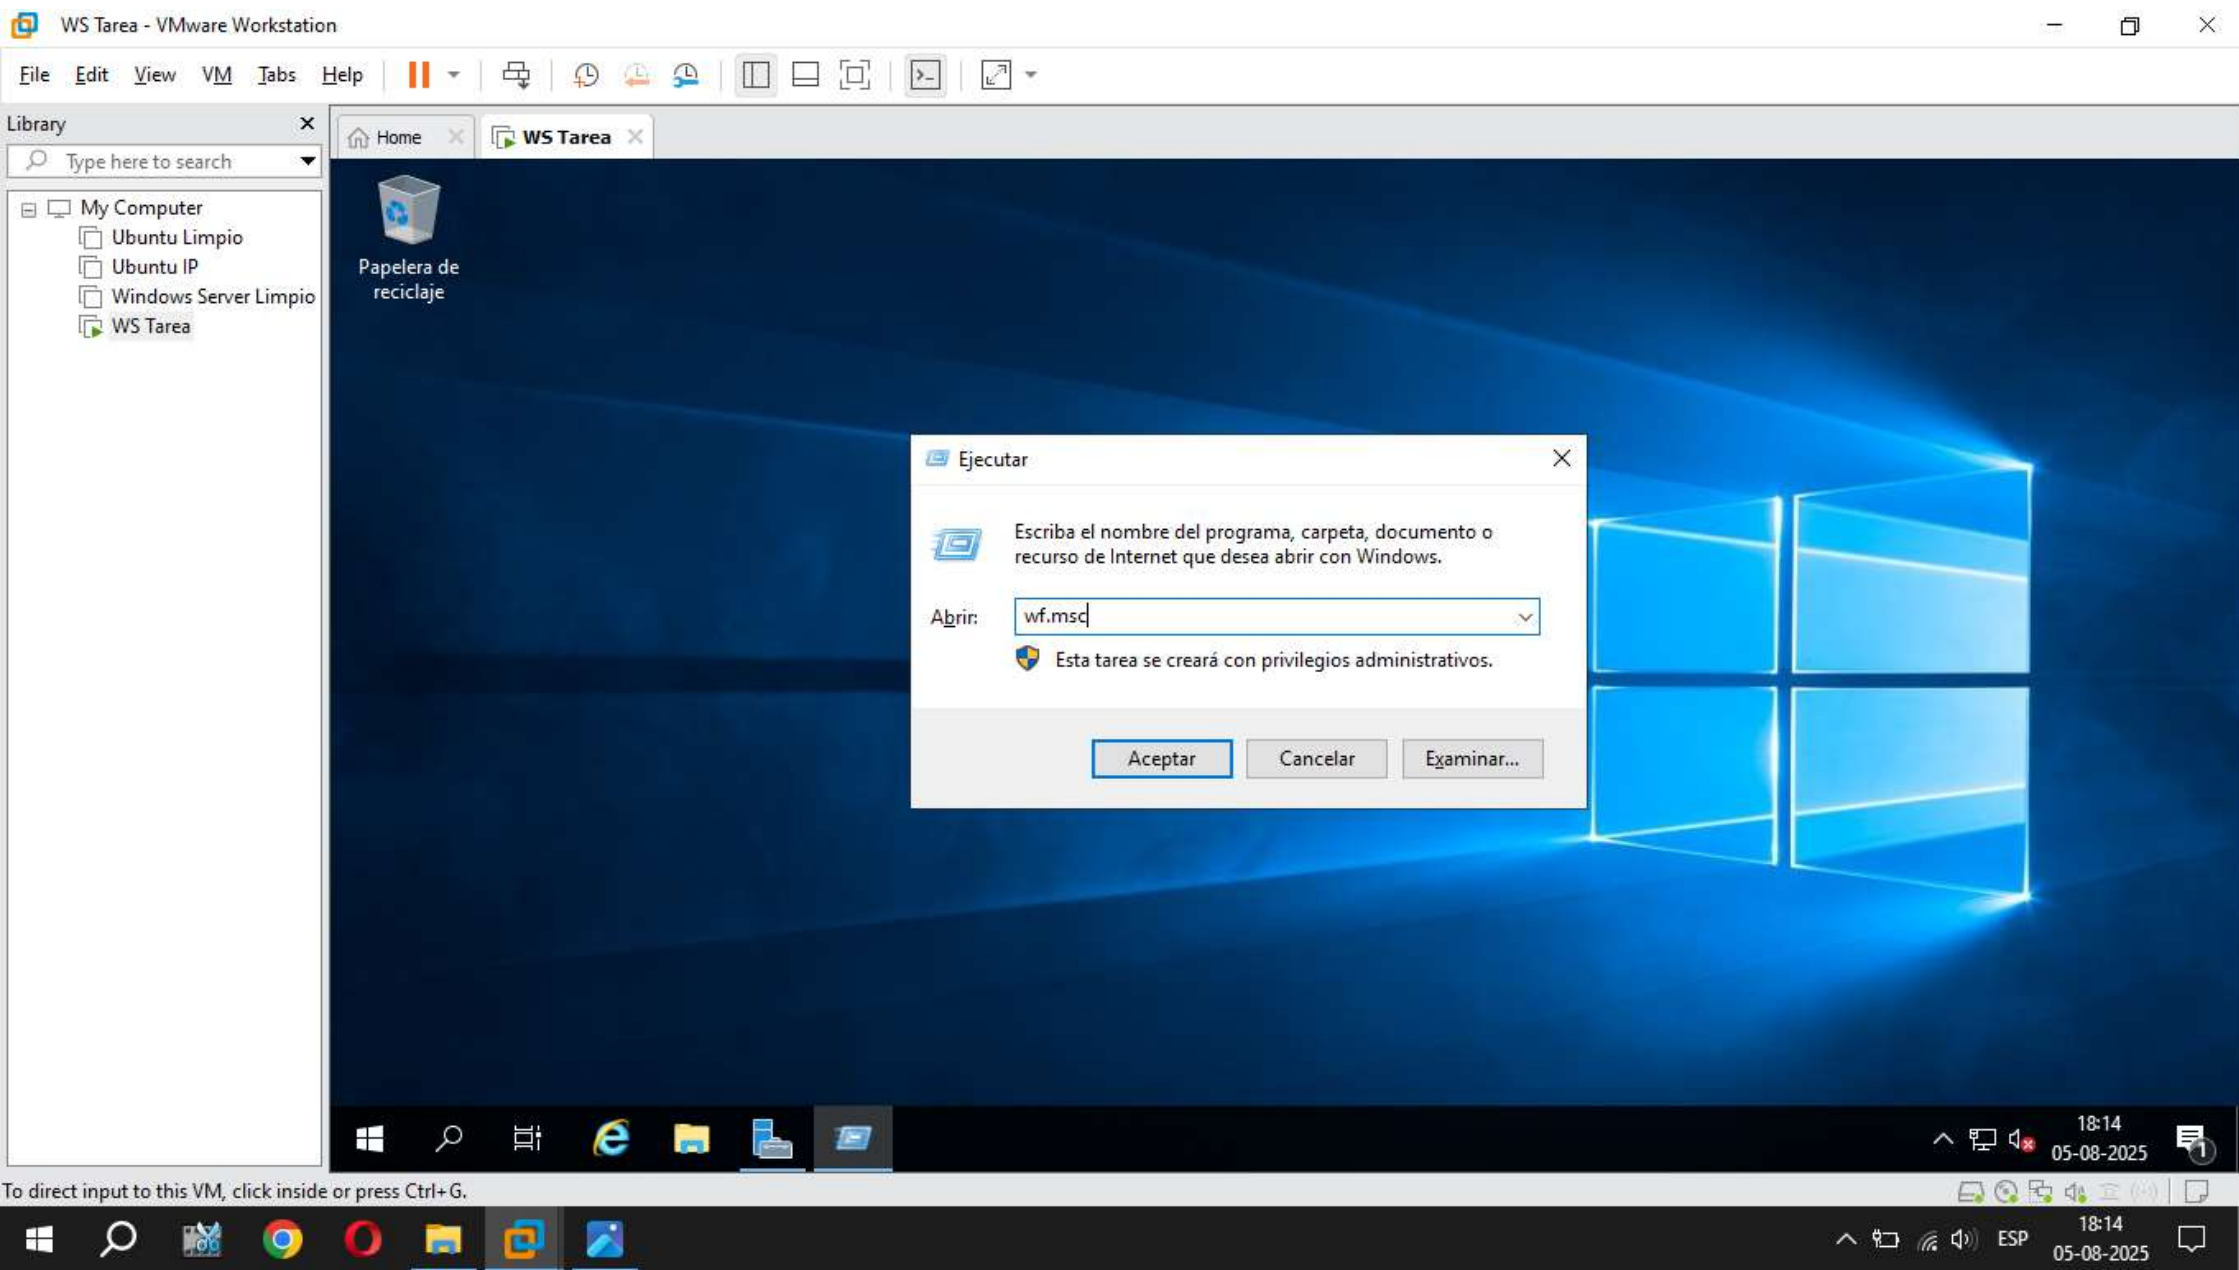 WS Tarea - VMware Workstation
File Edit View VM Tabs Help
Library
Type here to search
My Computer
Ubuntu Limpio
Ubuntu IP
Windows Server Limpio
WS Tarea
Home
WS Tarea
Papelera de
reciclaje
Ejecutar
Escriba el nombre del programa, carpeta, documento o
recurso de Internet que desea abrir con Windows.
Abrir: wf.msc
Esta tarea se creará con privilegios administrativos.
Aceptar Cancelar Examinar...
18:14
05-08-2025
1
To direct input to this VM, click inside or press Ctrl+G.
ESP
18:14
05-08-2025